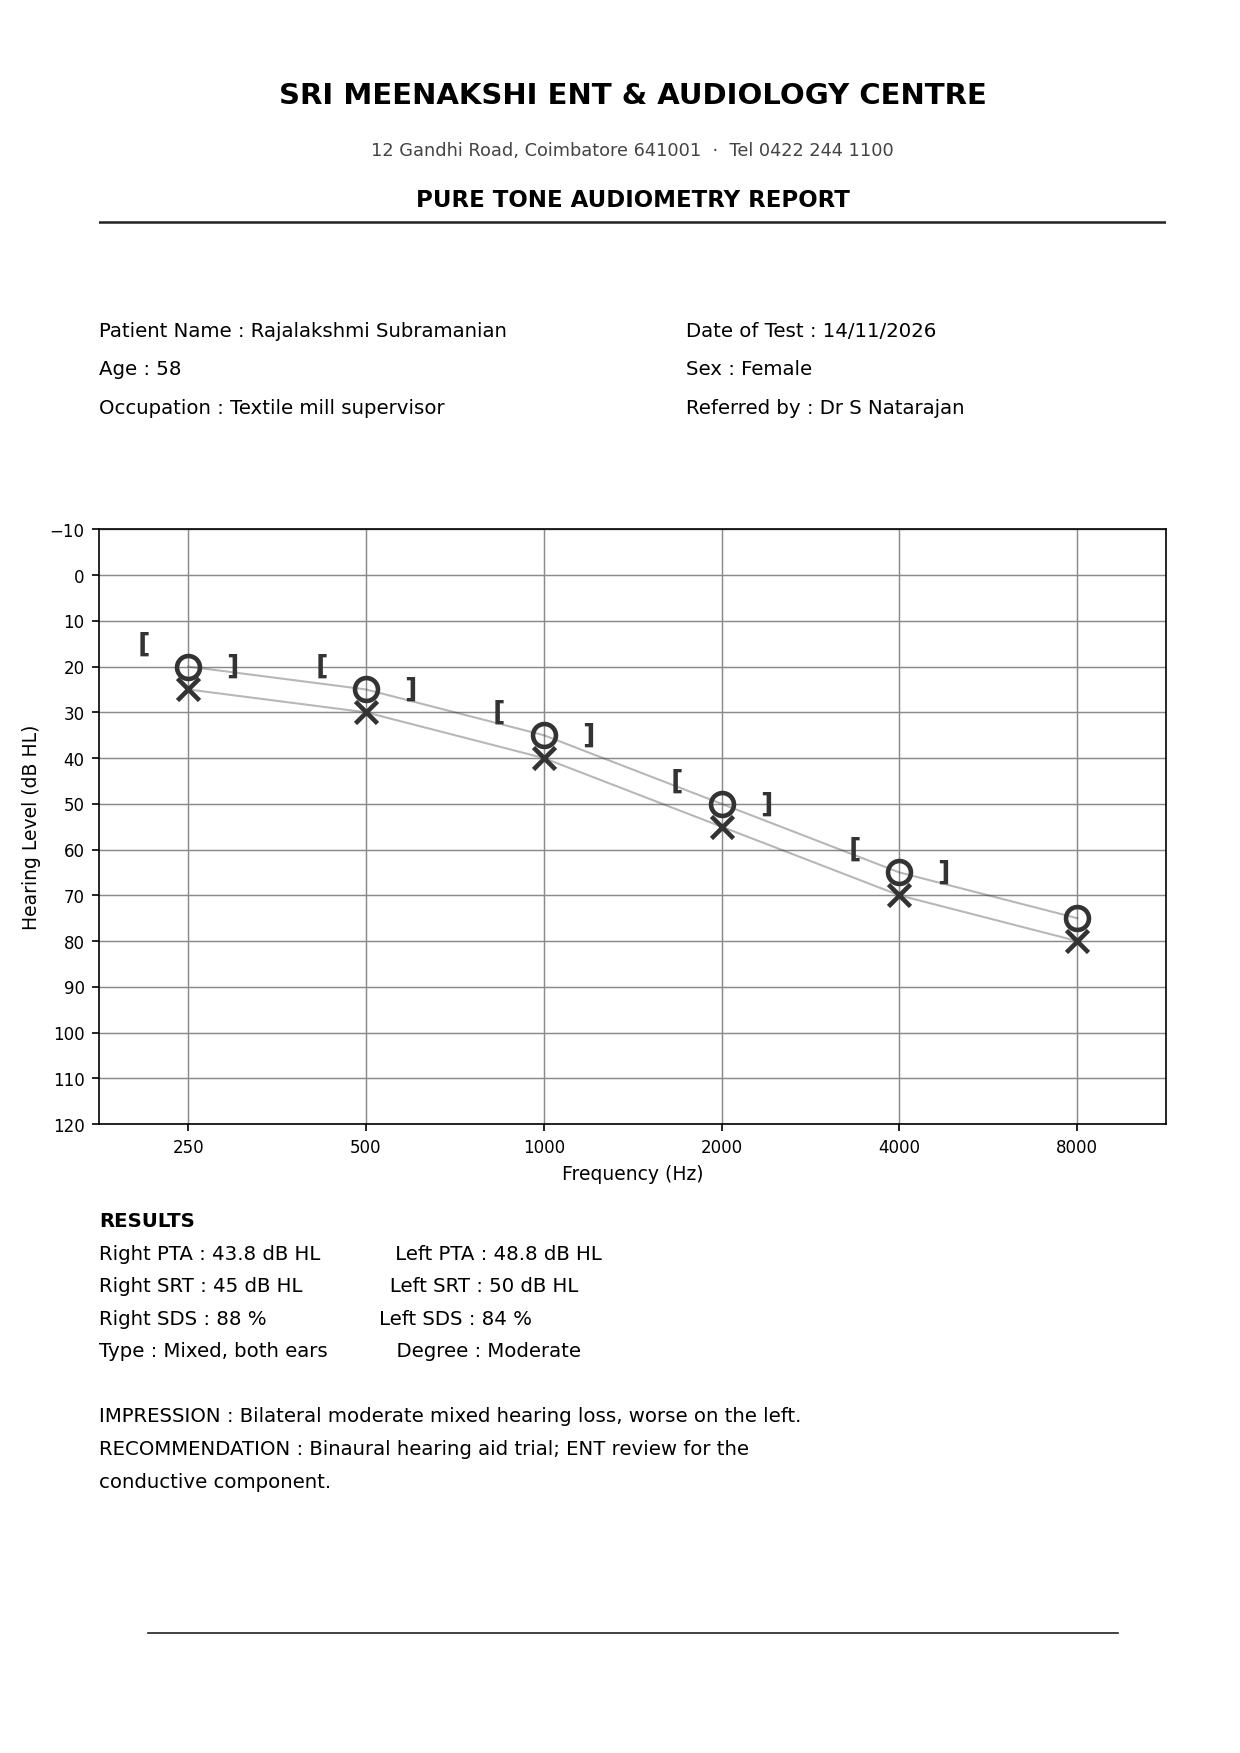 SRI MEENAKSHI ENT & AUDIOLOGY CENTRE
12 Gandhi Road, Coimbatore 641001 · Tel 0422 244 1100
PURE TONE AUDIOMETRY REPORT
Patient Name : Rajalakshmi Subramanian Date of Test : 14/11/2026
Age : 58 Sex : Female
Occupation : Textile mill supervisor Referred by : Dr S Natarajan
Hearing Level (dB HL)
−10
0
10
20
30
40
50
60
70
80
90
100
110
120
250 500 1000 2000 4000 8000
Frequency (Hz)
RESULTS
Right PTA : 43.8 dB HL Left PTA : 48.8 dB HL
Right SRT : 45 dB HL Left SRT : 50 dB HL
Right SDS : 88 % Left SDS : 84 %
Type : Mixed, both ears Degree : Moderate
IMPRESSION : Bilateral moderate mixed hearing loss, worse on the left.
RECOMMENDATION : Binaural hearing aid trial; ENT review for the
conductive component.